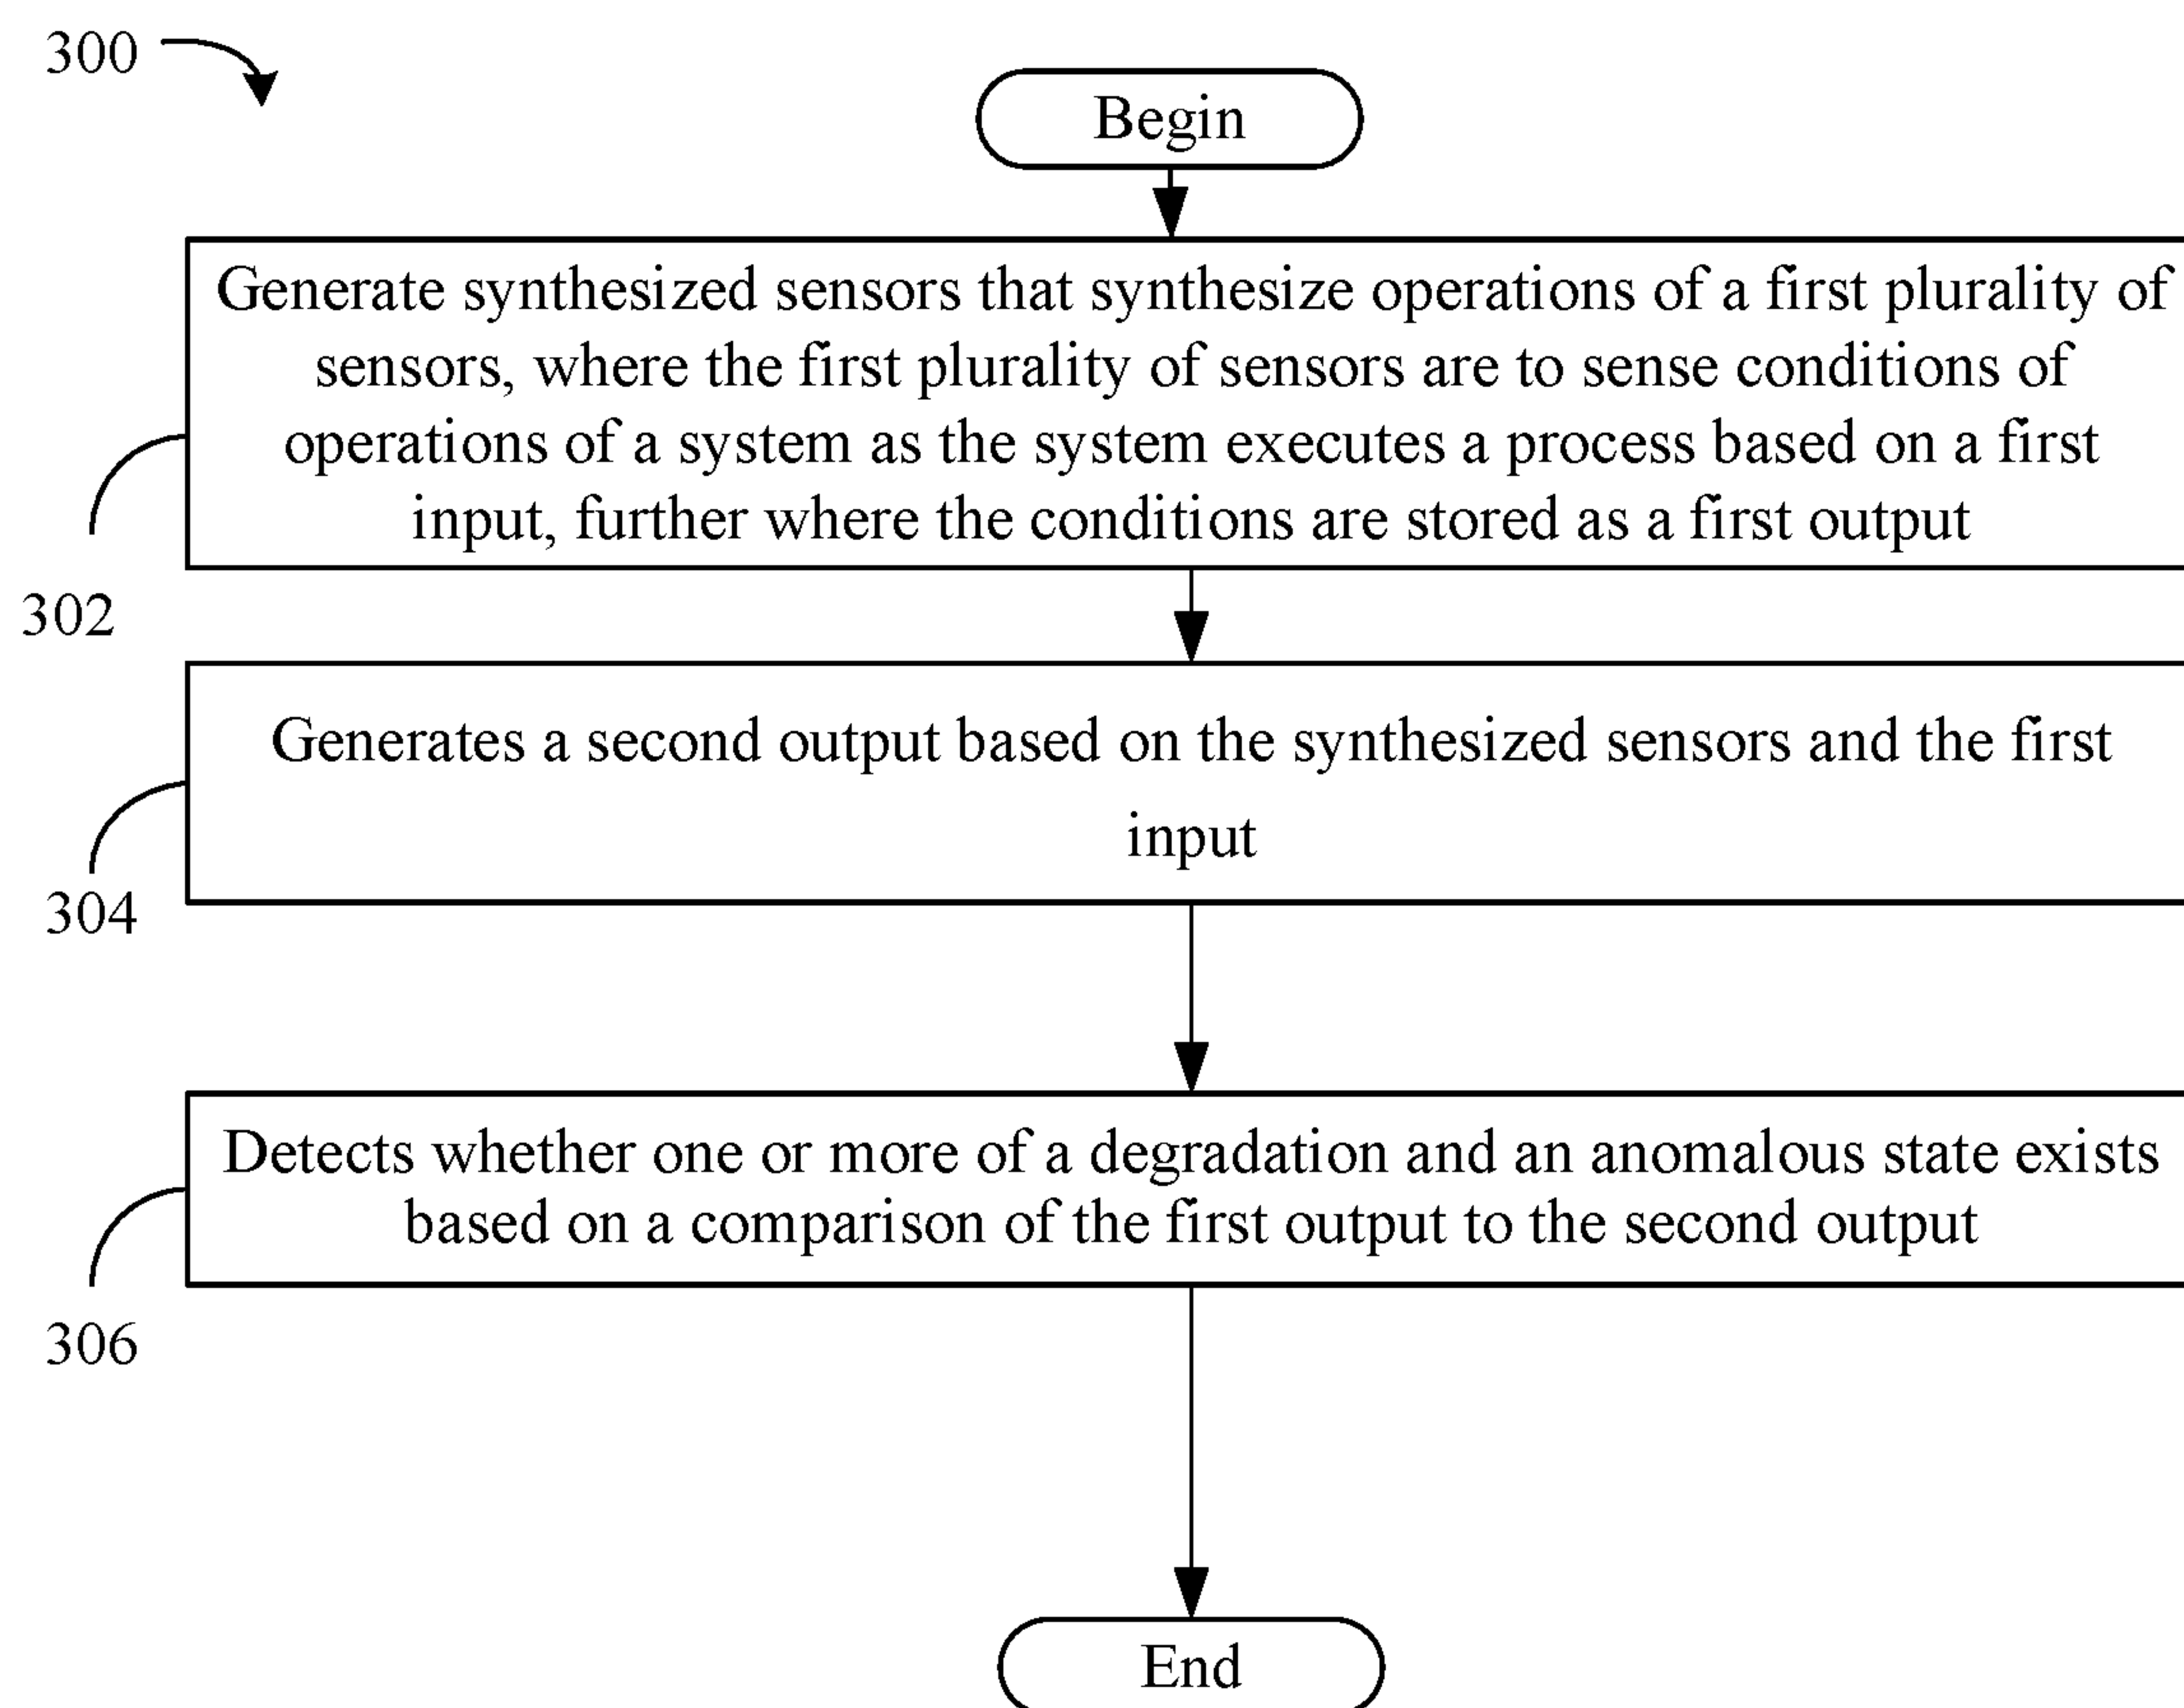 300
Begin
Generate synthesized sensors that synthesize operations of a first plurality of
sensors, where the first plurality of sensors are to sense conditions of
operations of a system as the system executes a process based on a first
input, further where the conditions are stored as a first output
302
Generates a second output based on the synthesized sensors and the first
input
304
Detects whether one or more of a degradation and an anomalous state exists
based on a comparison of the first output to the second output
306
End